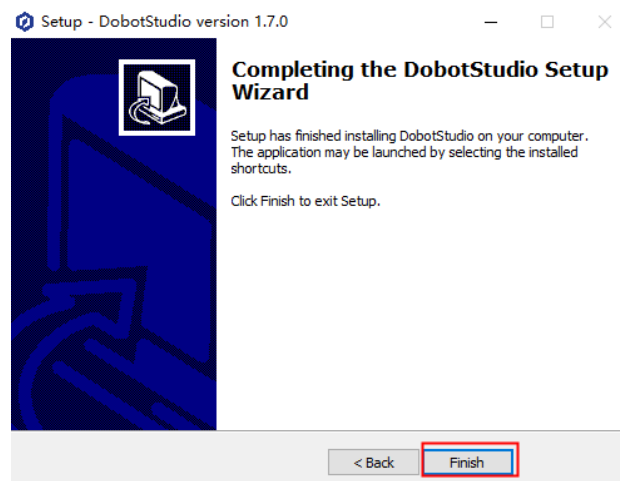 Setup - DobotStudio version 1.7.0
Completing the DobotStudio Setup
Wizard
Setup has finished installing DobotStudio on your computer.
The application may be launched by selecting the installed
shortcuts.
Click Finish to exit Setup.
< Back
Finish